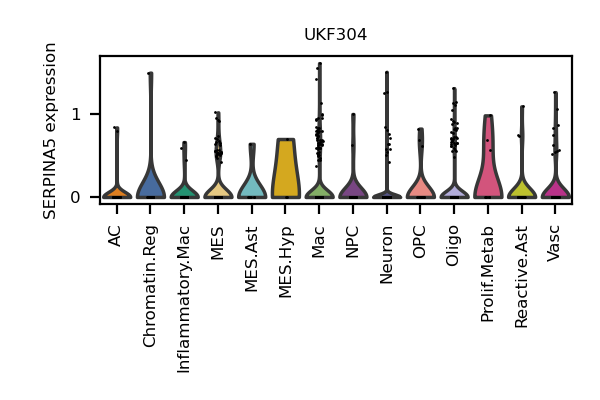 UKF304
SERPINA5 expression
1
0
AC
Chromatin.Reg
Inflammatory.Mac
MES
MES.Ast
MES.Hyp
Mac
NPC
Neuron
OPC
Oligo
Prolif.Metab
Reactive.Ast
Vasc